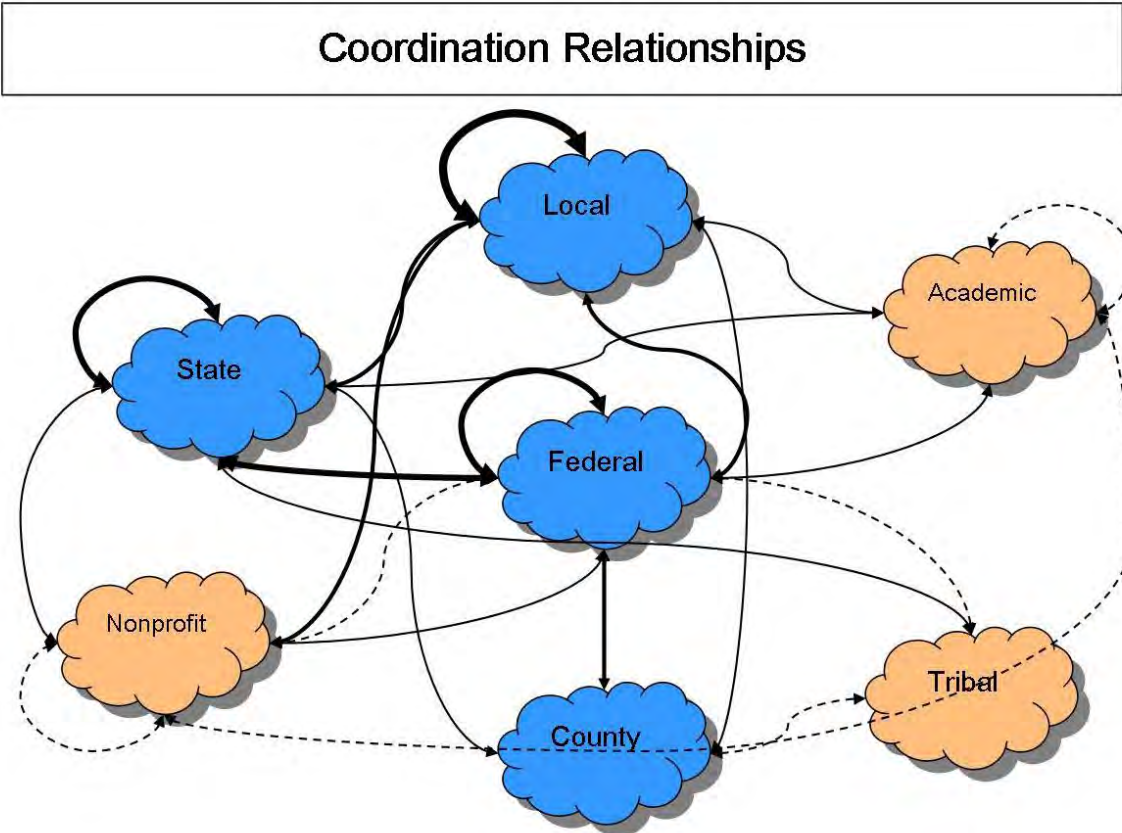 Coordination Relationships
Local
Academic
State
Federal
Nonprofit
Tribal
County